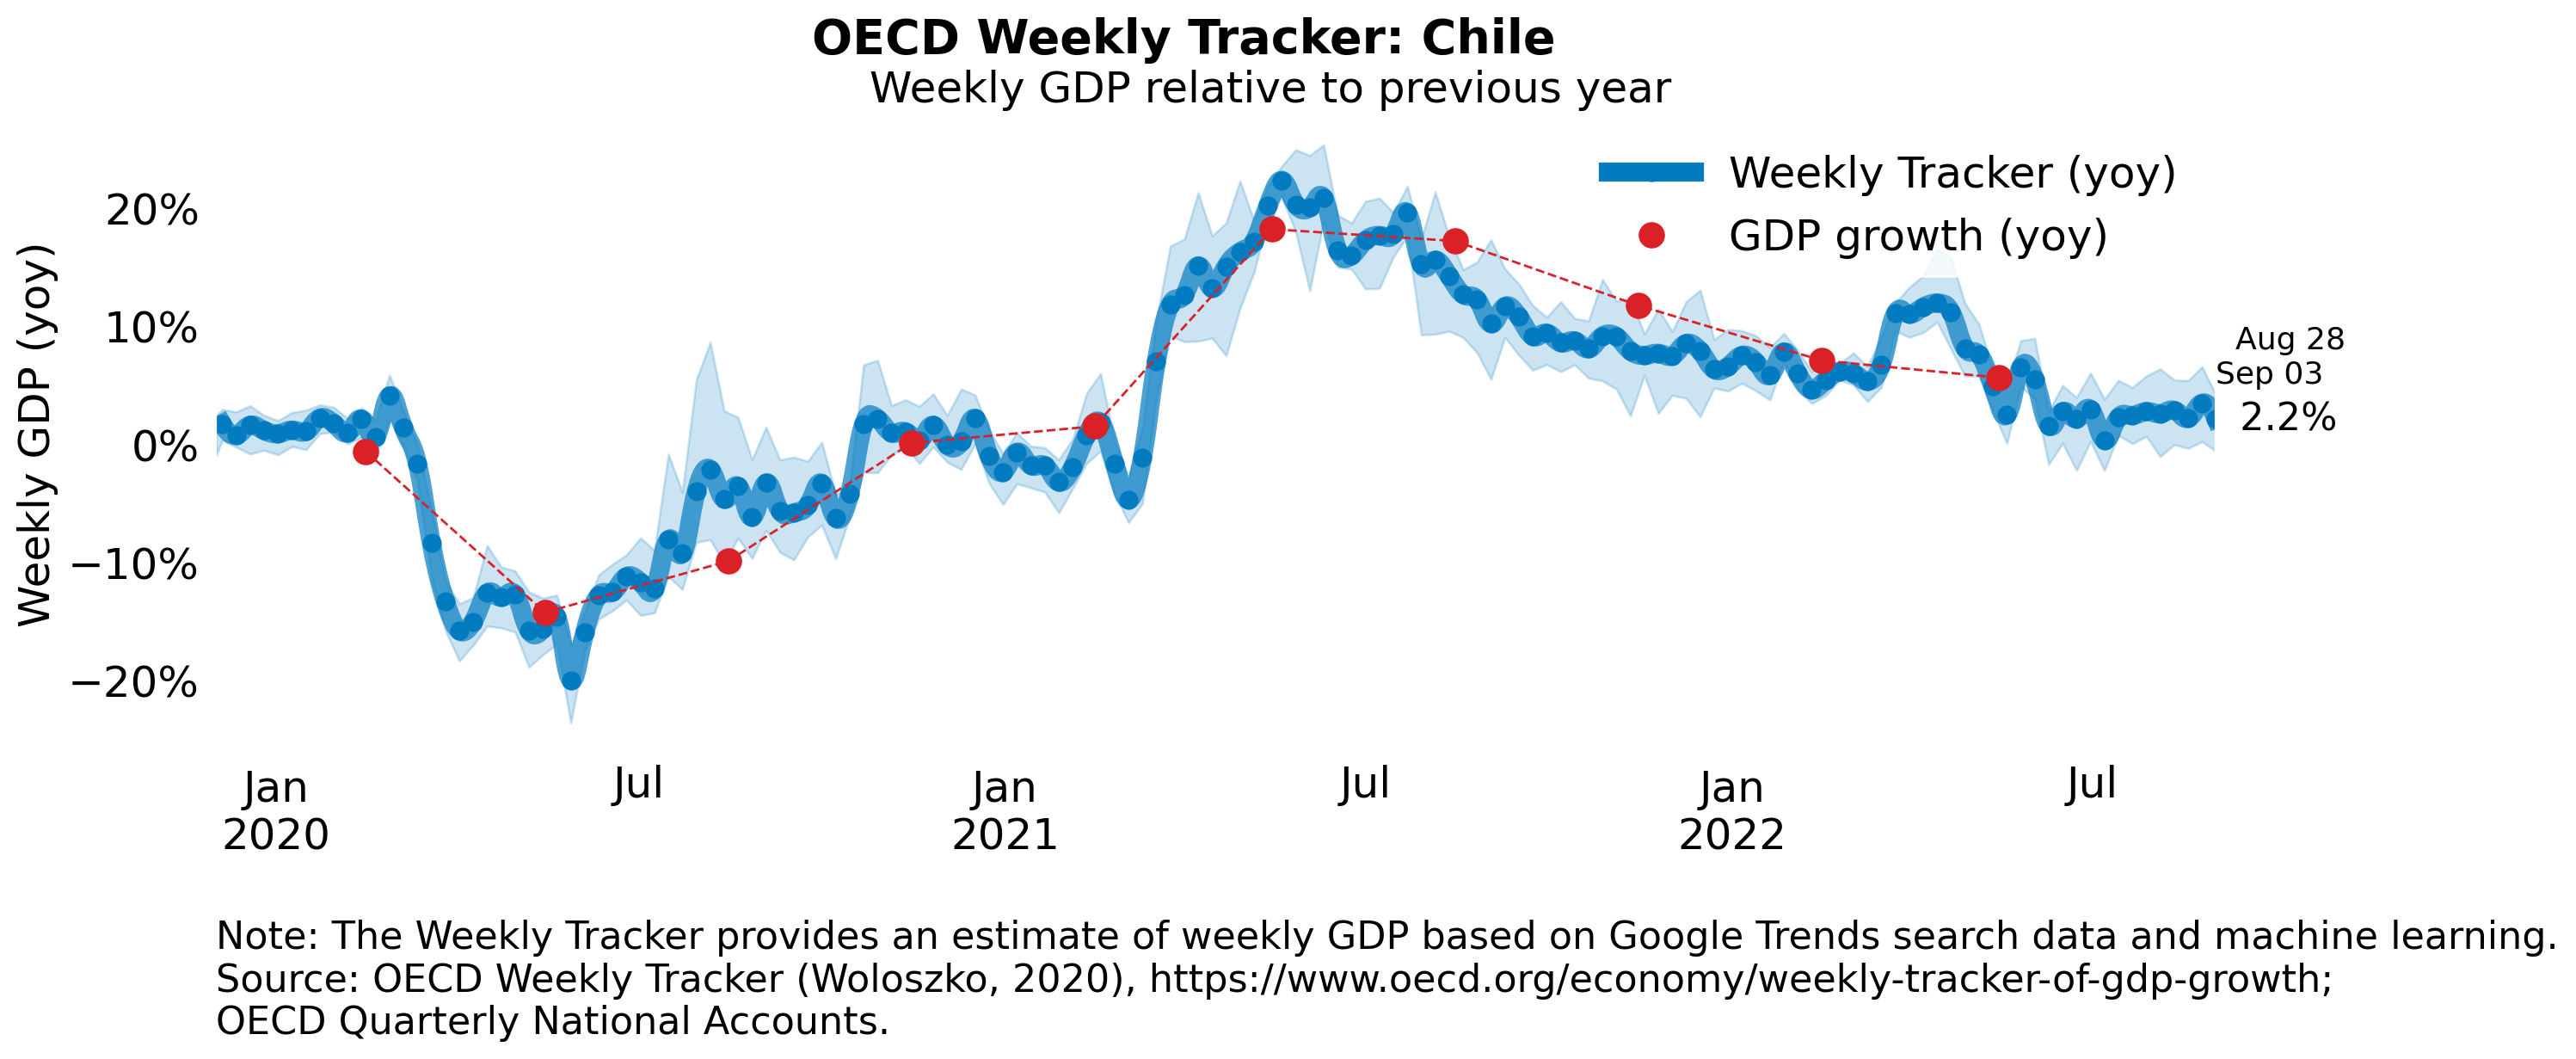 OECD Weekly Tracker: Chile
Weekly GDP relative to previous year
Weekly Tracker (yoy)
GDP growth (yoy)
Weekly GDP (yoy)
20%
10%
0%
−10%
−20%
Aug 28
Sep 03
2.2%
Jan
2020
Jul
Jan
2021
Jul
Jan
2022
Jul
Note: The Weekly Tracker provides an estimate of weekly GDP based on Google Trends search data and machine learning.
Source: OECD Weekly Tracker (Woloszko, 2020), https://www.oecd.org/economy/weekly-tracker-of-gdp-growth;
OECD Quarterly National Accounts.